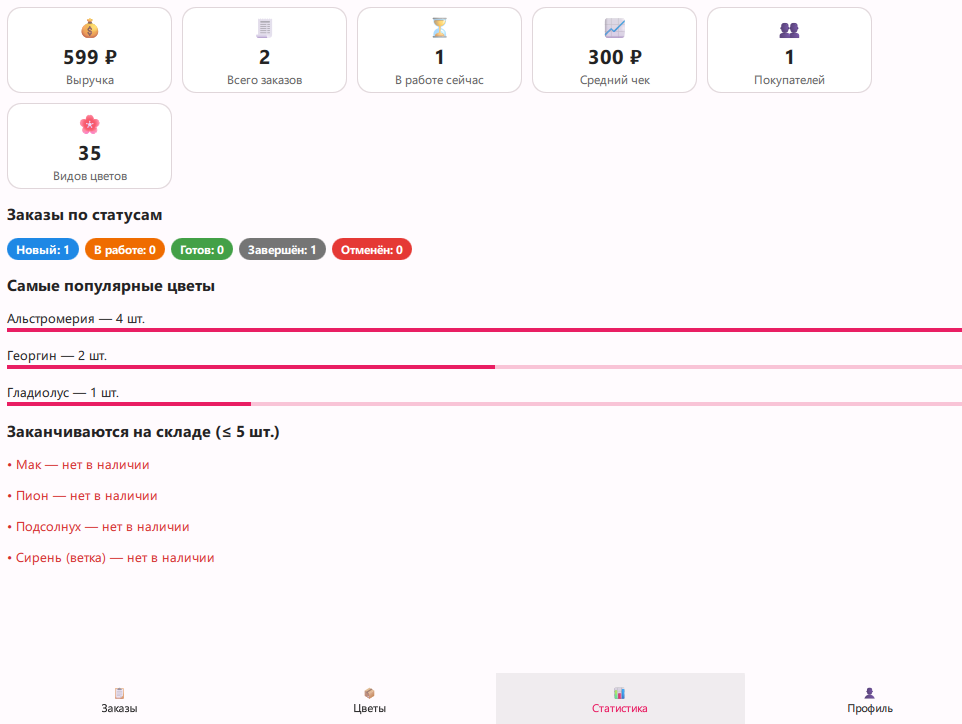 599 ₽
Выручка
2
Всего заказов
1
В работе сейчас
300 ₽
Средний чек
1
Покупателей
35
Видов цветов
Заказы по статусам
Новый: 1 В работе: 0 Готов: 0 Завершён: 1 Отменён: 0
Самые популярные цветы
Альстромерия — 4 шт.
Георгин — 2 шт.
Гладиолус — 1 шт.
Заканчиваются на складе (≤ 5 шт.)
• Мак — нет в наличии
• Пион — нет в наличии
• Подсолнух — нет в наличии
• Сирень (ветка) — нет в наличии
Заказы Цветы Статистика Профиль